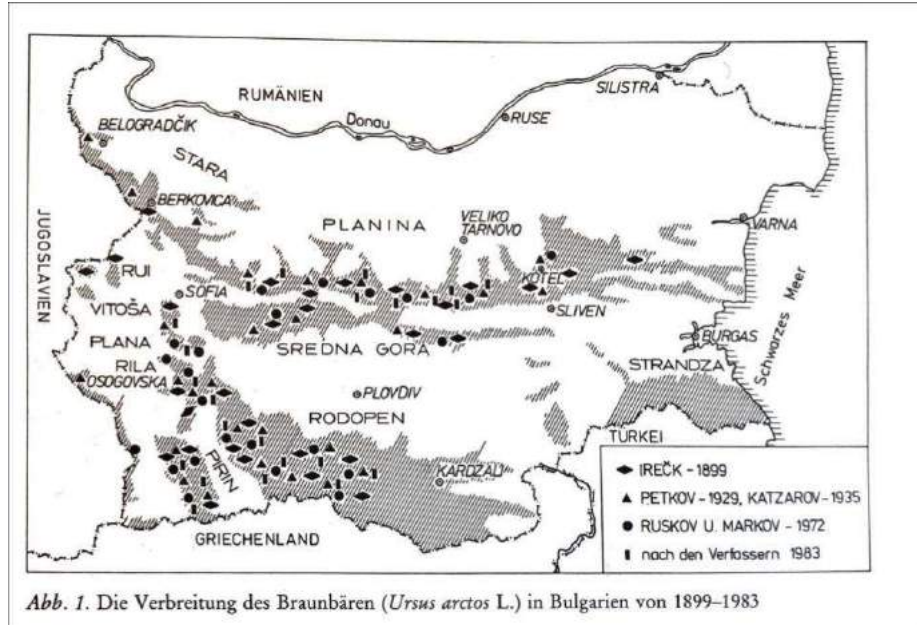 RUMÄNIEN
SILISTRA
Donau
RUSE
BELOGRADČIK
STARA
BERKOVICA
PLANINA
VELIKO
TARNOVO
VARNA
JUGOSLAVIEN
RUI
KOTEL
SOFIA
SLIVEN
Schwarzes Meer
VITOŠA
BURGAS
PLANA
SREDNA GORA
STRANDZA
RILA
OSOGOVSKA
PLOVDIV
RODOPEN
TÜRKEI
PIRIN
KARDZALI
GRIECHENLAND
IREČK - 1899
PETKOV - 1929, KATZAROV - 1935
RUSKOV U. MARKOV - 1972
nach den Verfassern 1983
Abb. 1. Die Verbreitung des Braunbären (Ursus arctos L.) in Bulgarien von 1899–1983